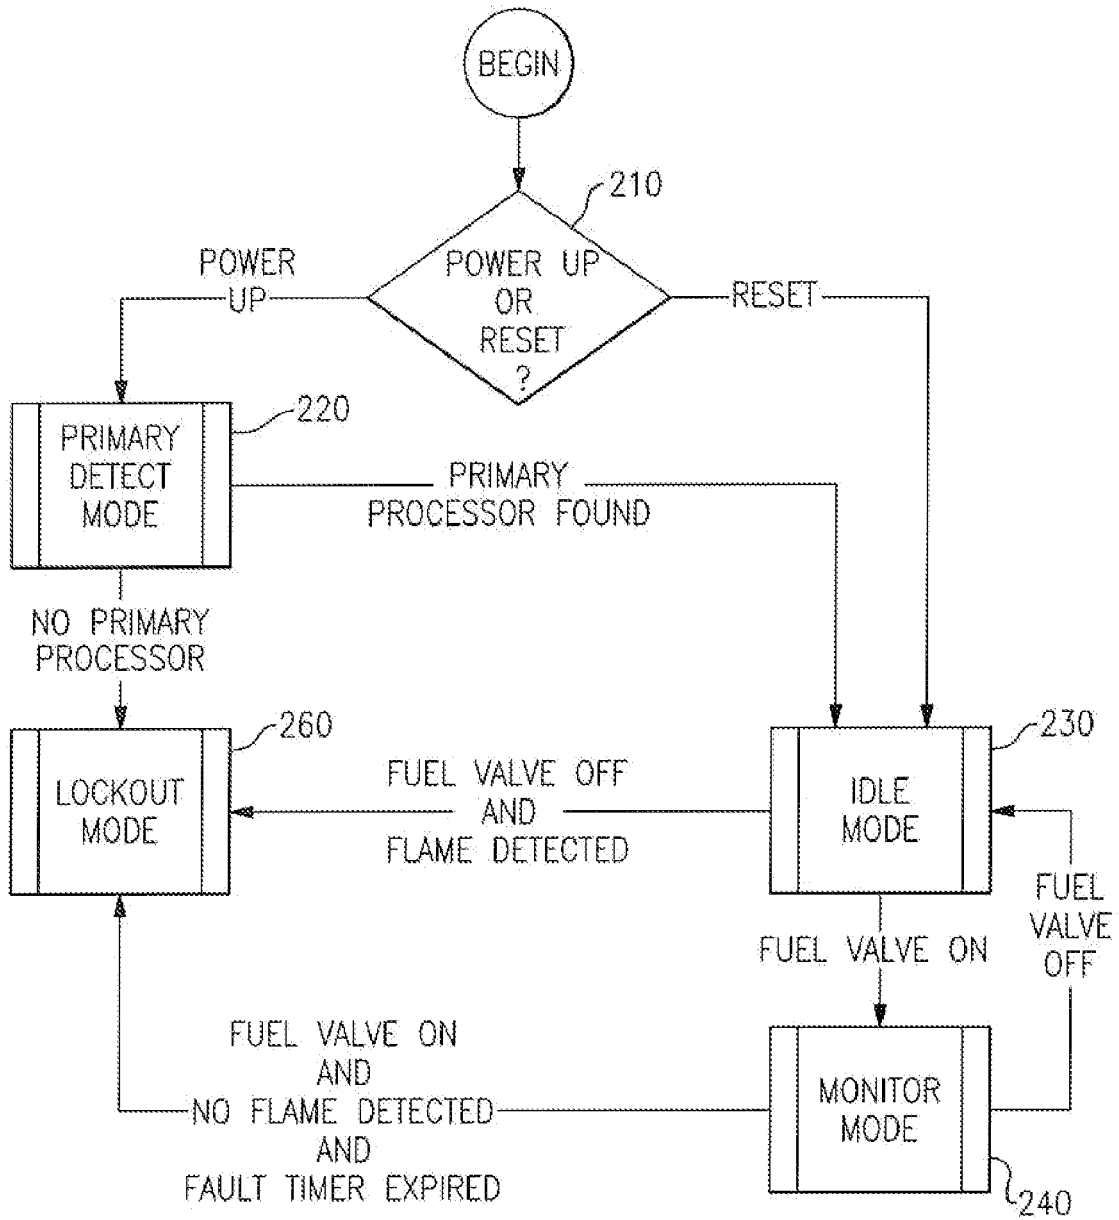 BEGIN
210
POWER UP
OR
RESET
?
POWER
UP
RESET
220
PRIMARY
DETECT
MODE
PRIMARY
PROCESSOR FOUND
NO PRIMARY
PROCESSOR
260
LOCKOUT
MODE
FUEL VALVE OFF
AND
FLAME DETECTED
230
IDLE
MODE
FUEL
VALVE
OFF
FUEL VALVE ON
FUEL VALVE ON
AND
NO FLAME DETECTED
AND
FAULT TIMER EXPIRED
MONITOR
MODE
240